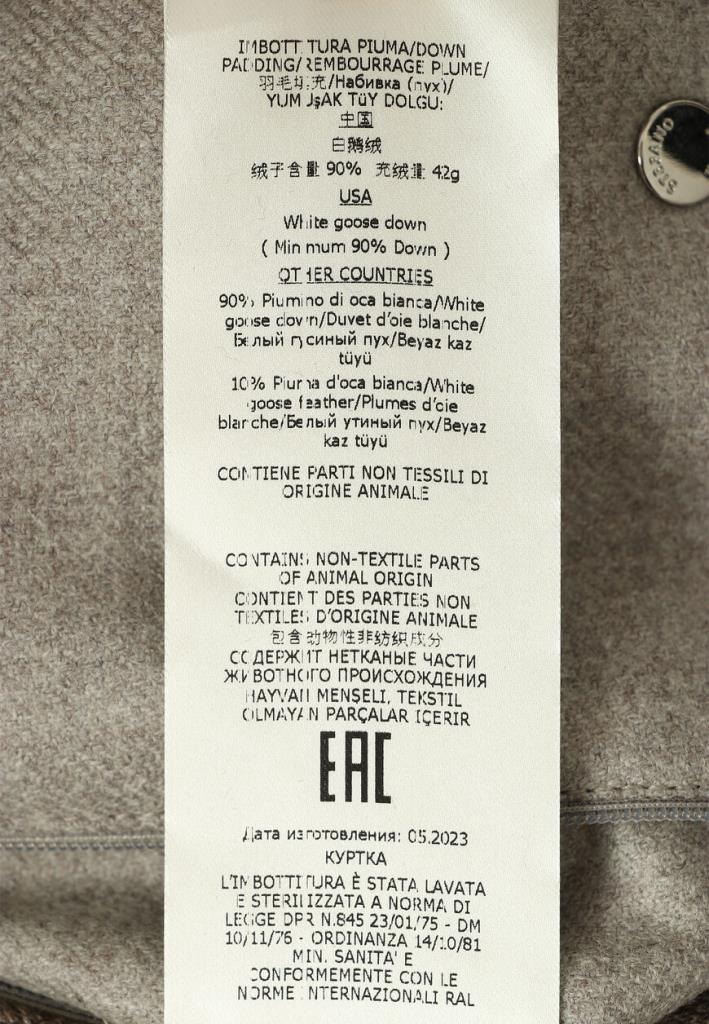 IMBOTTITURA PIUMA/DOWN
PADDING/REMBOURRAGE PLUME/
羽毛填充/Набивка (пух)/
YUMUŞAK TÜY DOLGU:
中国
白鹅绒
绒子含量 90% 充绒量 42g
USA
White goose down
( Minimum 90% Down )
OTHER COUNTRIES
90% Piumino di oca bianca/White
goose down/Duvet d'oie blanche/
Белый гусиный пух/Beyaz kaz
tüyü
10% Piuma d'oca bianca/White
goose feather/Plumes d'oie
blanche/Белый утиный пух/Beyaz
kaz tüyü
CONTIENE PARTI NON TESSILI DI
ORIGINE ANIMALE
CONTAINS NON-TEXTILE PARTS
OF ANIMAL ORIGIN
CONTIENT DES PARTIES NON
TEXTILES D'ORIGINE ANIMALE
包含动物性非纺织成分
СОДЕРЖИТ НЕТКАНЫЕ ЧАСТИ
ЖИВОТНОГО ПРОИСХОЖДЕНИЯ
HAYVAN MENŞELI, TEKSTIL
OLMAYAN PARÇALAR IÇERIR
EAC
Дата изготовления: 05.2023
КУРТКА
L'IMBOTTITURA È STATA LAVATA
E STERILIZZATA A NORMA DI
LEGGE DPR N.845 23/01/75 - DM
10/11/76 - ORDINANZA 14/10/81
MIN. SANITA' E
CONFORMEMENTE CON LE
NORME INTERNAZIONALI RAL
STEFANO